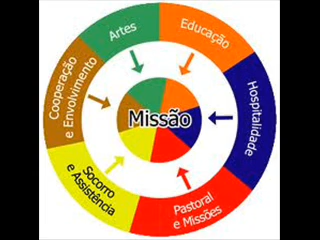 Artes
Educação
Hospitalidade
Pastoral
e Missões
Socorro
e Assistência
Cooperação
e Envolvimento
Missão